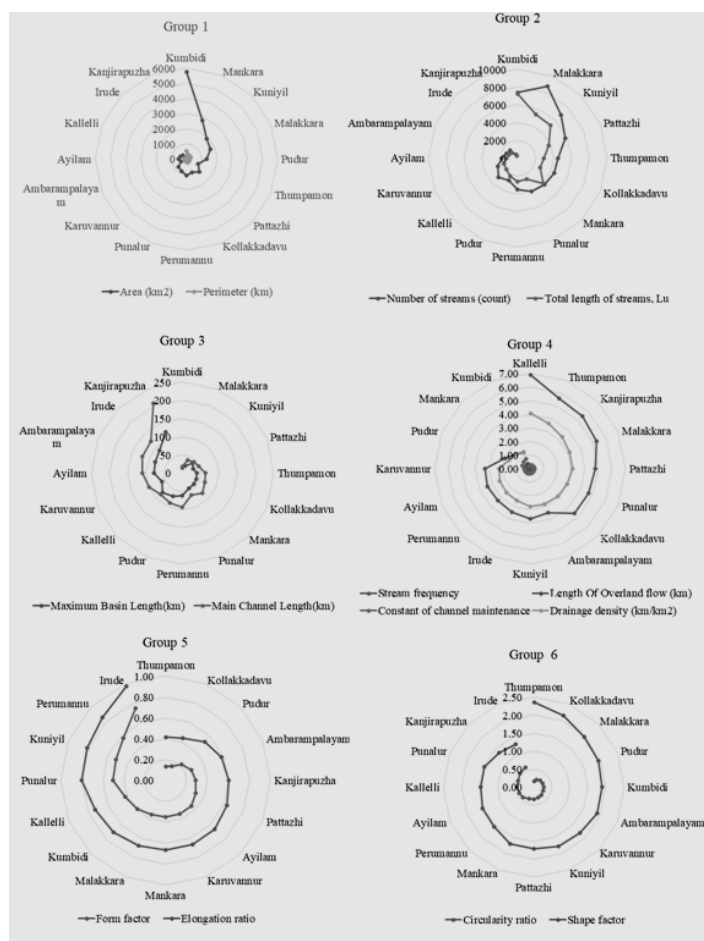 Group 1
Kumbidi
Mankara
Kuniyil
Malakkara
Pudur
Thumpamon
Pattazhi
Kollakkadavu
Perumannu
Punalur
Karuvannur
Ambarampalaya
m
Ayilam
Kallelli
Irude
Kanjirapuzha
6000
5000
4000
3000
2000
1000
0
Area (km2)
Perimeter (km)
Group 2
Kumbidi
Malakkara
Kuniyil
Pattazhi
Thumpamon
Kollakkadavu
Mankara
Punalur
Perumannu
Pudur
Kallelli
Karuvannur
Ayilam
Ambarampalayam
Irude
Kanjirapuzha
10000
8000
6000
4000
2000
0
Number of streams (count)
Total length of streams, Lu
Group 3
Kumbidi
Malakkara
Kuniyil
Pattazhi
Thumpamon
Kollakkadavu
Mankara
Punalur
Perumannu
Pudur
Kallelli
Karuvannur
Ayilam
Ambarampalaya
m
Irude
Kanjirapuzha
250
200
150
100
50
0
Maximum Basin Length(km)
Main Channel Length(km)
Group 4
Kallelli
Thumpamon
Kanjirapuzha
Malakkara
Pattazhi
Punalur
Kollakkadavu
Ambarampalayam
Kuniyil
Irude
Perumannu
Ayilam
Karuvannur
Pudur
Mankara
Kumbidi
7.00
6.00
5.00
4.00
3.00
2.00
1.00
0.00
Stream frequency
Length Of Overland flow (km)
Constant of channel maintenance
Drainage density (km/km2)
Group 5
Thumpamon
Kollakkadavu
Pudur
Ambarampalayam
Kanjirapuzha
Pattazhi
Ayilam
Karuvannur
Mankara
Malakkara
Kumbidi
Kallelli
Punalur
Kuniyil
Perumannu
Irude
1.00
0.80
0.60
0.40
0.20
0.00
Form factor
Elongation ratio
Group 6
Thumpamon
Kollakkadavu
Malakkara
Pudur
Kumbidi
Ambarampalayam
Karuvannur
Kuniyil
Pattazhi
Mankara
Perumannu
Ayilam
Kallelli
Punalur
Kanjirapuzha
Irude
2.50
2.00
1.50
1.00
0.50
0.00
Circularity ratio
Shape factor